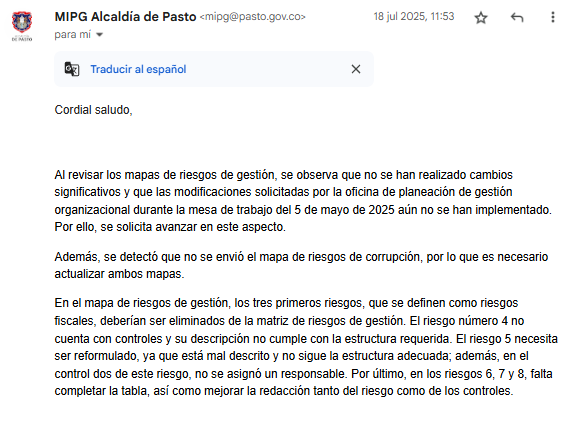 MIPG Alcaldía de Pasto <mipg@pasto.gov.co> 18 jul 2025, 11:53
para mí
Traducir al español
Cordial saludo,
Al revisar los mapas de riesgos de gestión, se observa que no se han realizado cambios
significativos y que las modificaciones solicitadas por la oficina de planeación de gestión
organizacional durante la mesa de trabajo del 5 de mayo de 2025 aún no se han implementado.
Por ello, se solicita avanzar en este aspecto.
Además, se detectó que no se envió el mapa de riesgos de corrupción, por lo que es necesario
actualizar ambos mapas.
En el mapa de riesgos de gestión, los tres primeros riesgos, que se definen como riesgos
fiscales, deberían ser eliminados de la matriz de riesgos de gestión. El riesgo número 4 no
cuenta con controles y su descripción no cumple con la estructura requerida. El riesgo 5 necesita
ser reformulado, ya que está mal descrito y no sigue la estructura adecuada; además, en el
control dos de este riesgo, no se asignó un responsable. Por último, en los riesgos 6, 7 y 8, falta
completar la tabla, así como mejorar la redacción tanto del riesgo como de los controles.